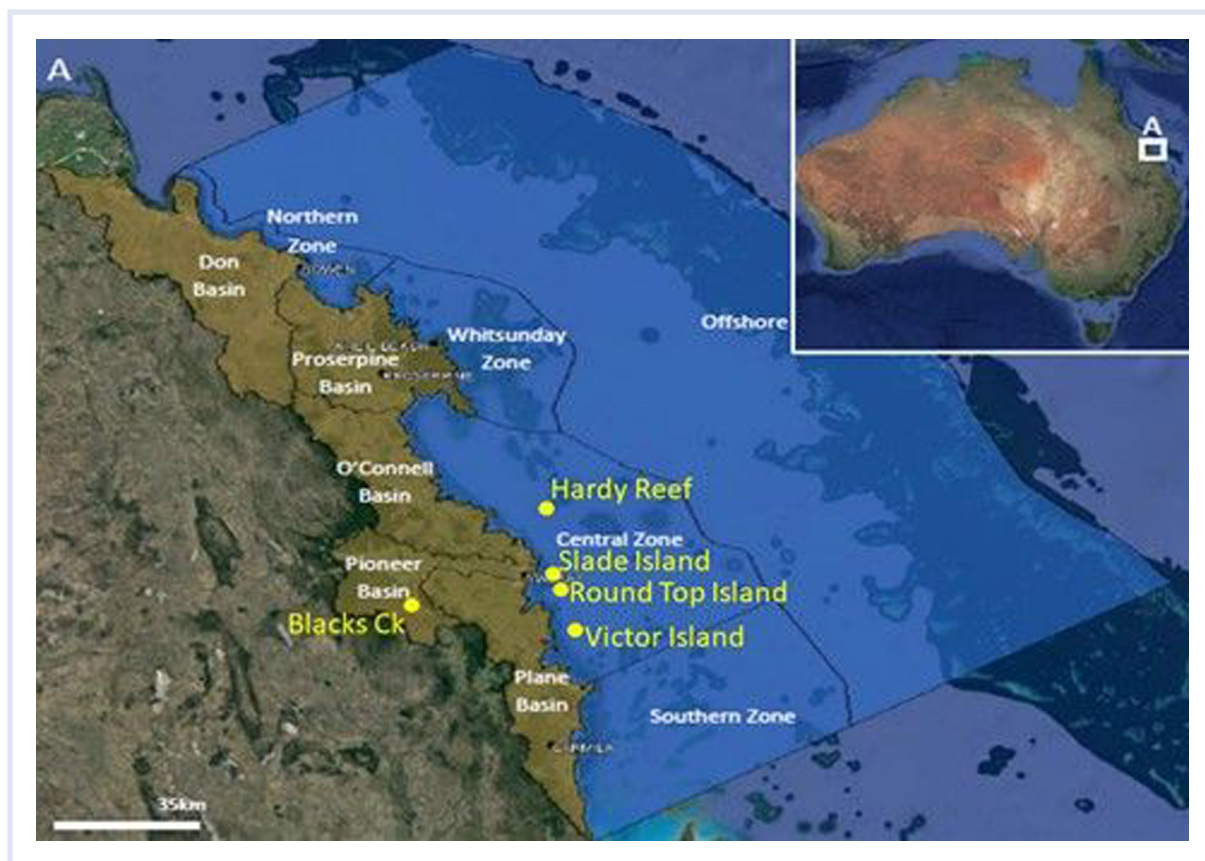 A
A
Northern
Zone
Don
Basin
Offshore
Whitsunday
Zone
Proserpine
Basin
PROSERPINE
O'Connell
Basin
Hardy Reef
Central Zone
Slade Island
Pioneer
Basin
Round Top Island
Blacks Ck
Victor Island
Plane
Basin
Southern Zone
35km